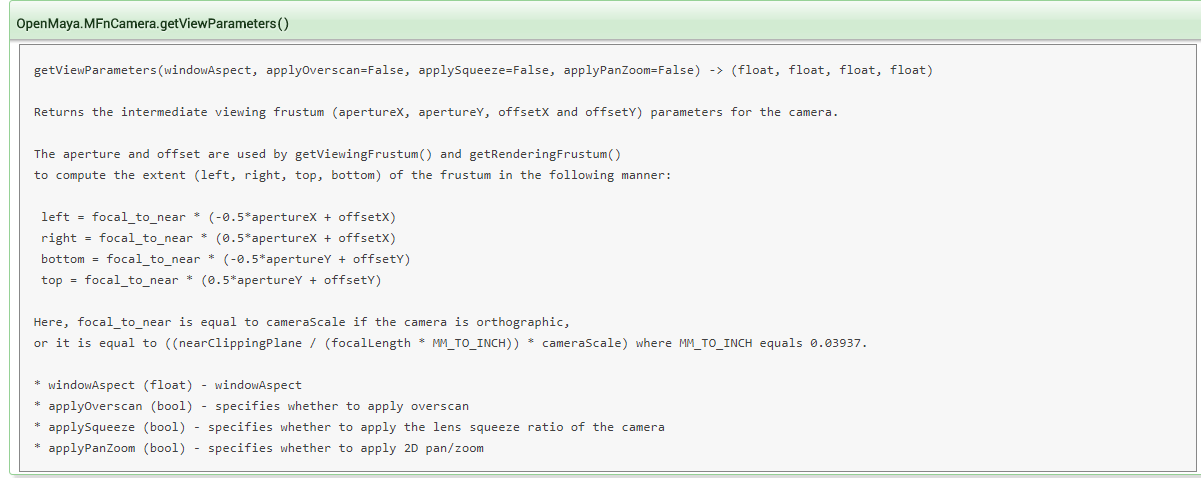 OpenMaya.MFnCamera.getViewParameters()
getViewParameters(windowAspect, applyOverscan=False, applySqueeze=False, applyPanZoom=False) -> (float, float, float, float)
Returns the intermediate viewing frustum (apertureX, apertureY, offsetX and offsetY) parameters for the camera.
The aperture and offset are used by getViewingFrustum() and getRenderingFrustum()
to compute the extent (left, right, top, bottom) of the frustum in the following manner:
left = focal_to_near * (-0.5*apertureX + offsetX)
right = focal_to_near * (0.5*apertureX + offsetX)
bottom = focal_to_near * (-0.5*apertureY + offsetY)
top = focal_to_near * (0.5*apertureY + offsetY)
Here, focal_to_near is equal to cameraScale if the camera is orthographic,
or it is equal to ((nearClippingPlane / (focalLength * MM_TO_INCH)) * cameraScale) where MM_TO_INCH equals 0.03937.
* windowAspect (float) - windowAspect
* applyOverscan (bool) - specifies whether to apply overscan
* applySqueeze (bool) - specifies whether to apply the lens squeeze ratio of the camera
* applyPanZoom (bool) - specifies whether to apply 2D pan/zoom